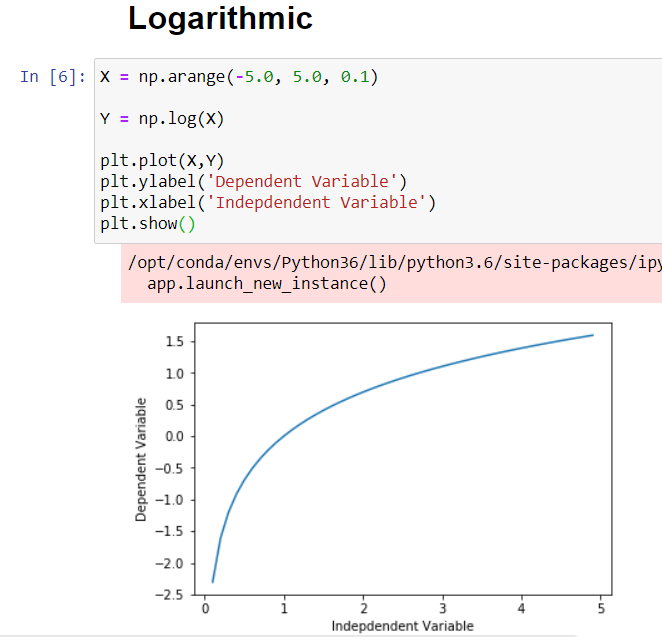 Logarithmic
In [6]: X = np.arange(-5.0, 5.0, 0.1)
Y = np.log(X)
plt.plot(X,Y)
plt.ylabel('Dependent Variable')
plt.xlabel('Indepdendent Variable')
plt.show()
/opt/conda/envs/Python36/lib/python3.6/site-packages/ipy
app.launch_new_instance()
1.5
1.0
0.5
0.0
−0.5
−1.0
−1.5
−2.0
−2.5
Dependent Variable
0 1 2 3 4 5
Indepdendent Variable